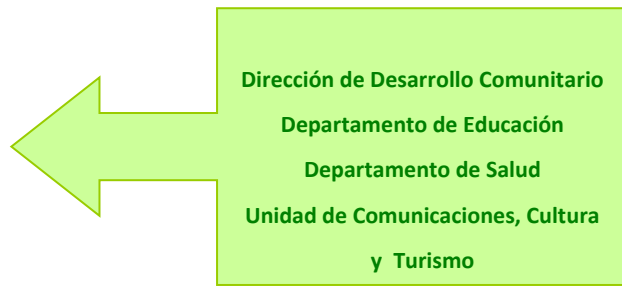 Dirección de Desarrollo Comunitario
Departamento de Educación
Departamento de Salud
Unidad de Comunicaciones, Cultura
y Turismo